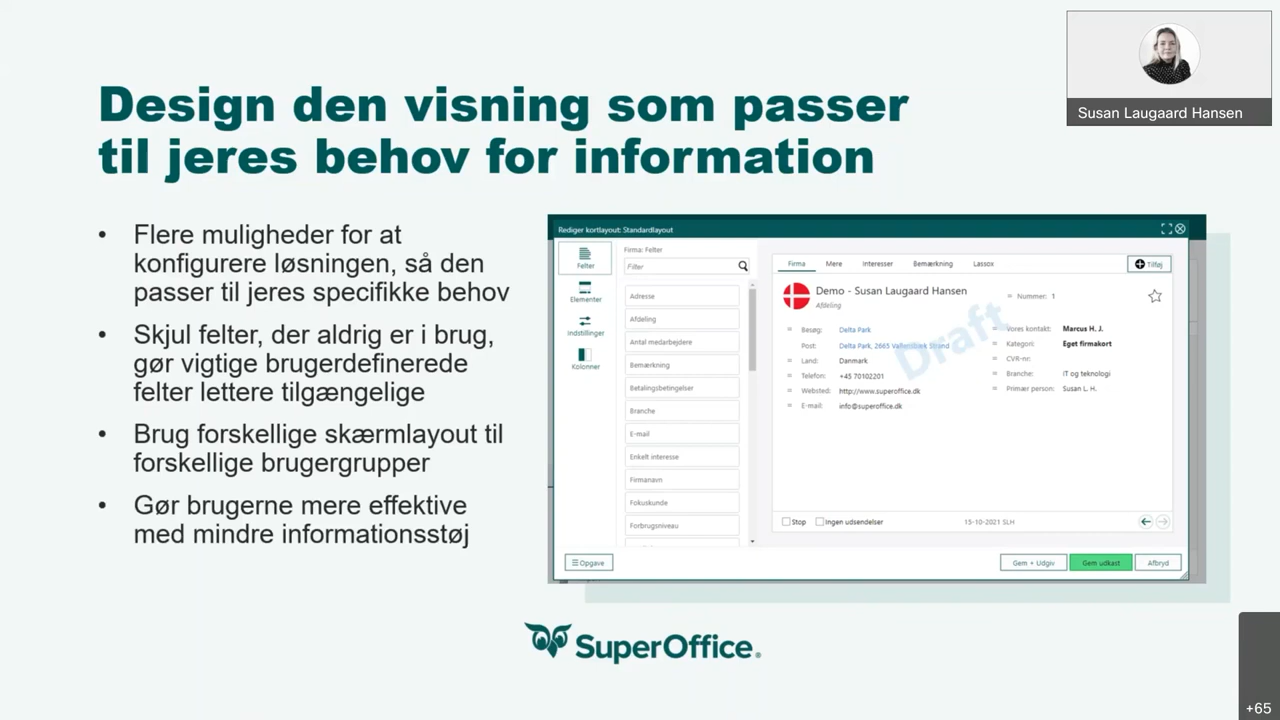 Design den visning som passer
til jeres behov for information
• Flere muligheder for at
konfigurere løsningen, så den
passer til jeres specifikke behov
• Skjul felter, der aldrig er i brug,
gør vigtige brugerdefinerede
felter lettere tilgængelige
• Brug forskellige skærmlayout til
forskellige brugergrupper
• Gør brugerne mere effektive
med mindre informationsstøj
Susan Laugaard Hansen
Rediger kortlayout: Standardlayout
Felter
Elementer
Indstillinger
Kolonner
Firma: Felter
Filter
Adresse
Afdeling
Antal medarbejdere
Bemærkning
Betalingsbetingelser
Branche
E-mail
Enkelt interesse
Firmanavn
Fokuskunde
Forbrugsniveau
Firma Mere Interesser Bemærkning Lassox
Tilføj
Demo - Susan Laugaard Hansen
Afdeling
Nummer: 1
Besøg: Delta Park
Post: Delta Park, 2665 Vallensbæk Strand
Land: Danmark
Telefon: +45 70102201
Websted: http://www.superoffice.dk
E-mail: info@superoffice.dk
Vores kontakt: Marcus H. J.
Kategori: Eget firmakort
CVR-nr:
Branche: IT og teknologi
Primær person: Susan L. H.
Draft
Stop Ingen udsendelser 15-10-2021 SLH
Opgave
Gem + Udgiv Gem udkast Afbryd
SuperOffice®
+65